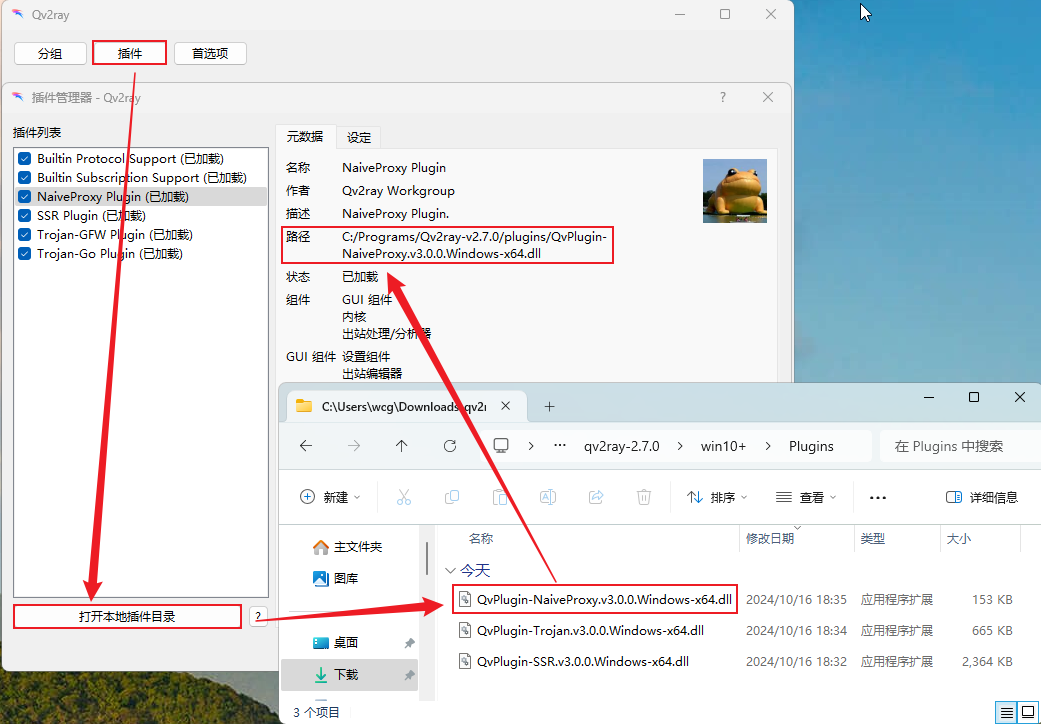 Qv2ray
分组
插件
首选项
插件管理器 - Qv2ray
?
插件列表
Builtin Protocol Support (已加载)
Builtin Subscription Support (已加载)
NaiveProxy Plugin (已加载)
SSR Plugin (已加载)
Trojan-GFW Plugin (已加载)
Trojan-Go Plugin (已加载)
打开本地插件目录
?
元数据
设定
名称 NaiveProxy Plugin
作者 Qv2ray Workgroup
描述 NaiveProxy Plugin.
路径 C:/Programs/Qv2ray-v2.7.0/plugins/QvPlugin-
NaiveProxy.v3.0.0.Windows-x64.dll
状态 已加载
组件 GUI 组件
内核
出站处理/分析器
GUI 组件 设置组件
出站编辑器
C:\Users\wcg\Downloads\qv2r
qv2ray-2.7.0 > win10+ > Plugins
在 Plugins 中搜索
新建
排序
查看
详细信息
主文件夹
图库
桌面
下载
名称 修改日期 类型 大小
今天
QvPlugin-NaiveProxy.v3.0.0.Windows-x64.dll 2024/10/16 18:35 应用程序扩展 153 KB
QvPlugin-Trojan.v3.0.0.Windows-x64.dll 2024/10/16 18:34 应用程序扩展 665 KB
QvPlugin-SSR.v3.0.0.Windows-x64.dll 2024/10/16 18:32 应用程序扩展 2,364 KB
3 个项目